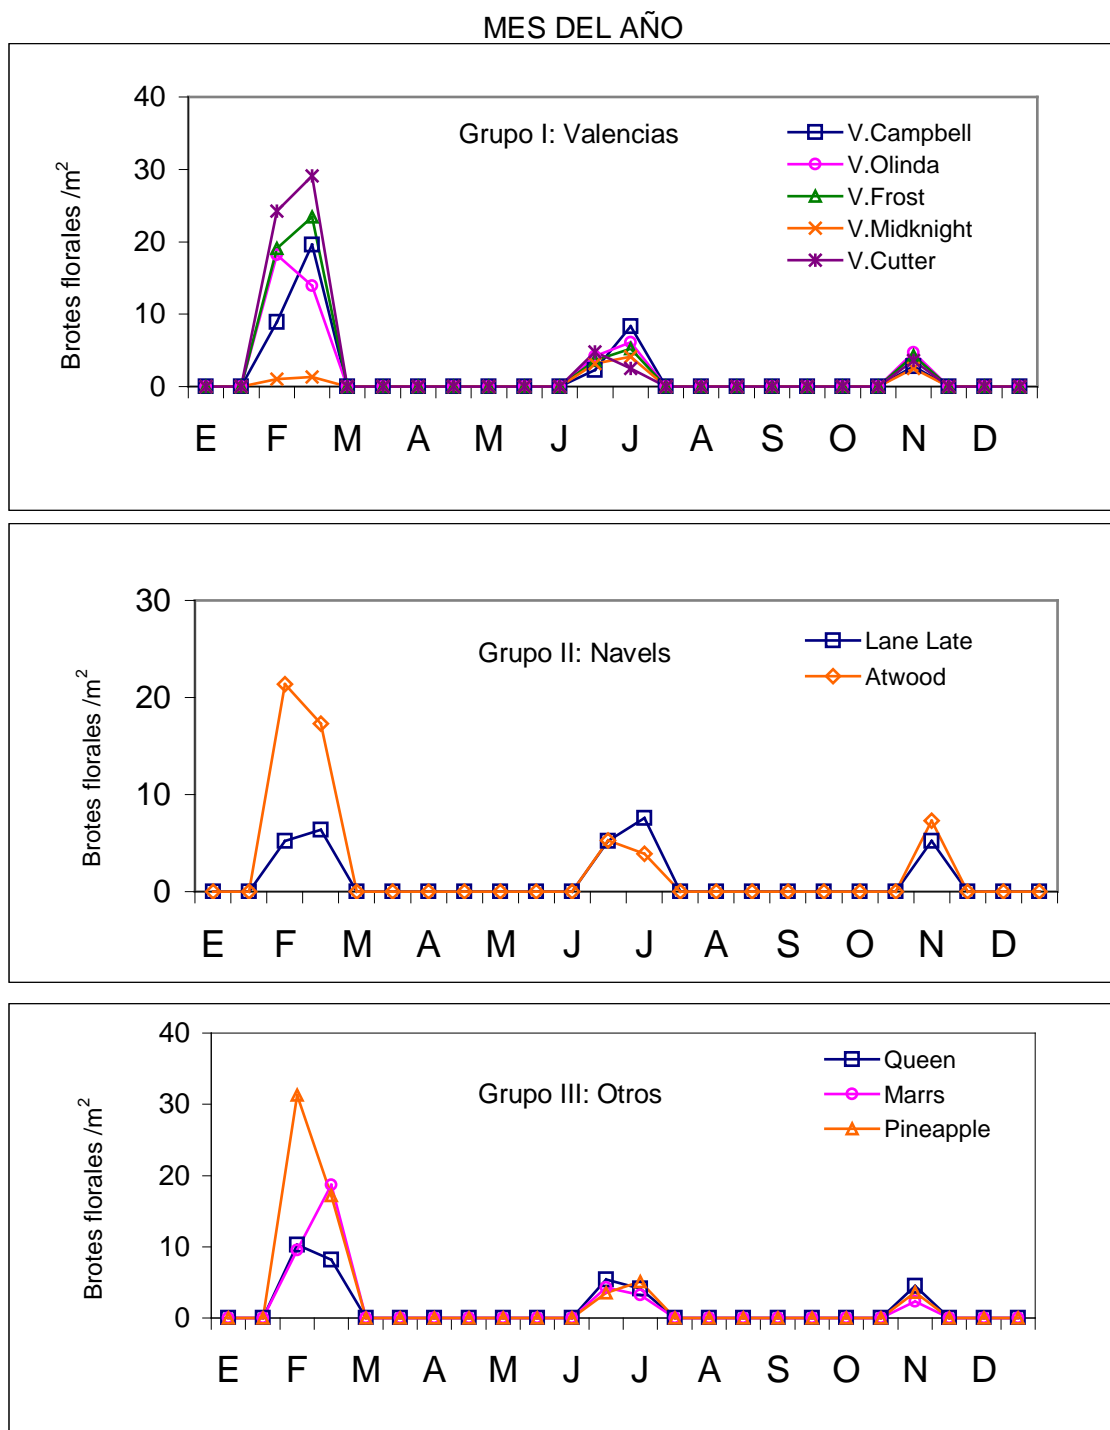 MES DEL AÑO
Grupo I: Valencias
Brotes florales /m²
40
30
20
10
0
V.Campbell
V.Olinda
V.Frost
V.Midknight
V.Cutter
E F M A M J J A S O N D
Grupo II: Navels
Brotes florales /m²
30
20
10
0
Lane Late
Atwood
E F M A M J J A S O N D
Grupo III: Otros
Brotes florales /m²
40
30
20
10
0
Queen
Marrs
Pineapple
E F M A M J J A S O N D